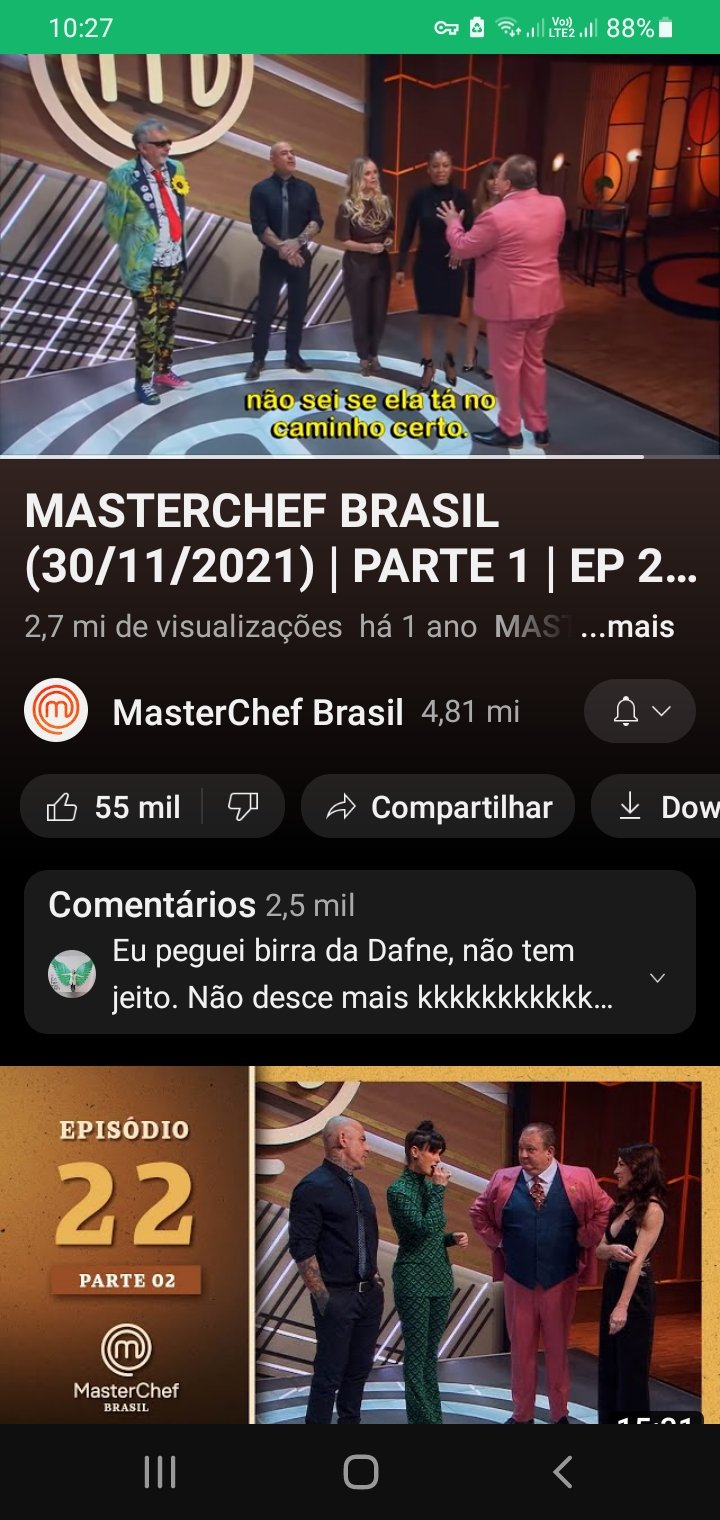 10:27
Vo))
LTE2
88%
não sei se ela tá no
caminho certo.
MASTERCHEF BRASIL
(30/11/2021) | PARTE 1 | EP 2...
2,7 mi de visualizações há 1 ano MAS ...mais
MasterChef Brasil 4,81 mi
55 mil
Compartilhar
Dow
Comentários 2,5 mil
Eu peguei birra da Dafne, não tem
jeito. Não desce mais kkkkkkkkkkk...
EPISÓDIO
22
PARTE 02
MasterChef
BRASIL